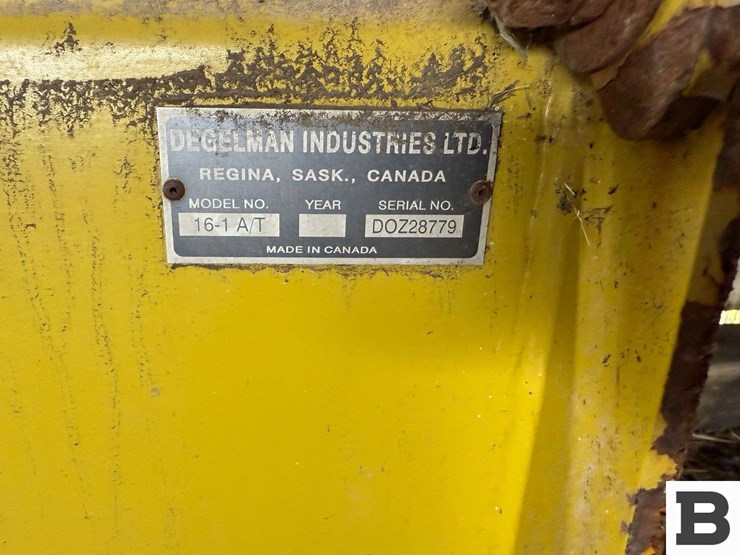 DEGELMAN INDUSTRIES LTD.
REGINA, SASK., CANADA
MODEL NO. YEAR SERIAL NO.
16-1 A/T DOZ28779
MADE IN CANADA
B